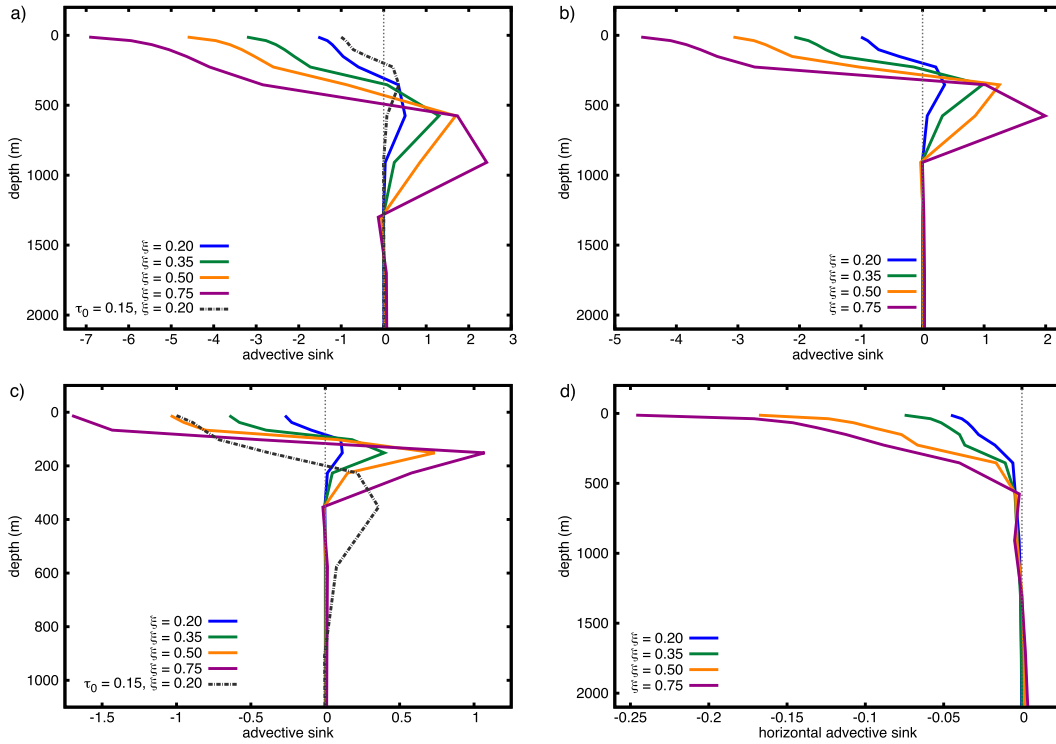 a)
0
500
1000
1500
2000
depth (m)
ξ = 0.20
ξ = 0.35
ξ = 0.50
ξ = 0.75
τ0 = 0.15, ξ = 0.20
-7 -6 -5 -4 -3 -2 -1 0 1 2 3
advective sink
b)
0
500
1000
1500
2000
depth (m)
ξ = 0.20
ξ = 0.35
ξ = 0.50
ξ = 0.75
-5 -4 -3 -2 -1 0 1 2
advective sink
c)
0
200
400
600
800
1000
depth (m)
ξ = 0.20
ξ = 0.35
ξ = 0.50
ξ = 0.75
τ0 = 0.15, ξ = 0.20
-1.5 -1 -0.5 0 0.5 1
advective sink
d)
0
500
1000
1500
2000
depth (m)
ξ = 0.20
ξ = 0.35
ξ = 0.50
ξ = 0.75
-0.25 -0.2 -0.15 -0.1 -0.05 0
horizontal advective sink